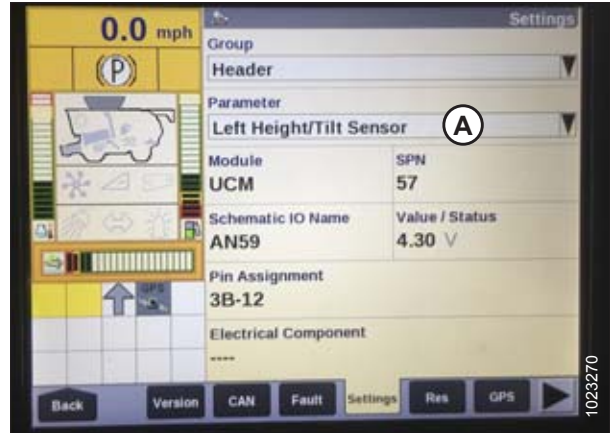 0.0 mph
Settings
(P)
Group
Header
Parameter
Left Height/Tilt Sensor
A
Module
UCM
SPN
57
Schematic IO Name
AN59
Value / Status
4.30 V
Pin Assignment
3B-12
Electrical Component
----
GPS
Back
Version
CAN
Fault
Settings
Res
GPS
1023270